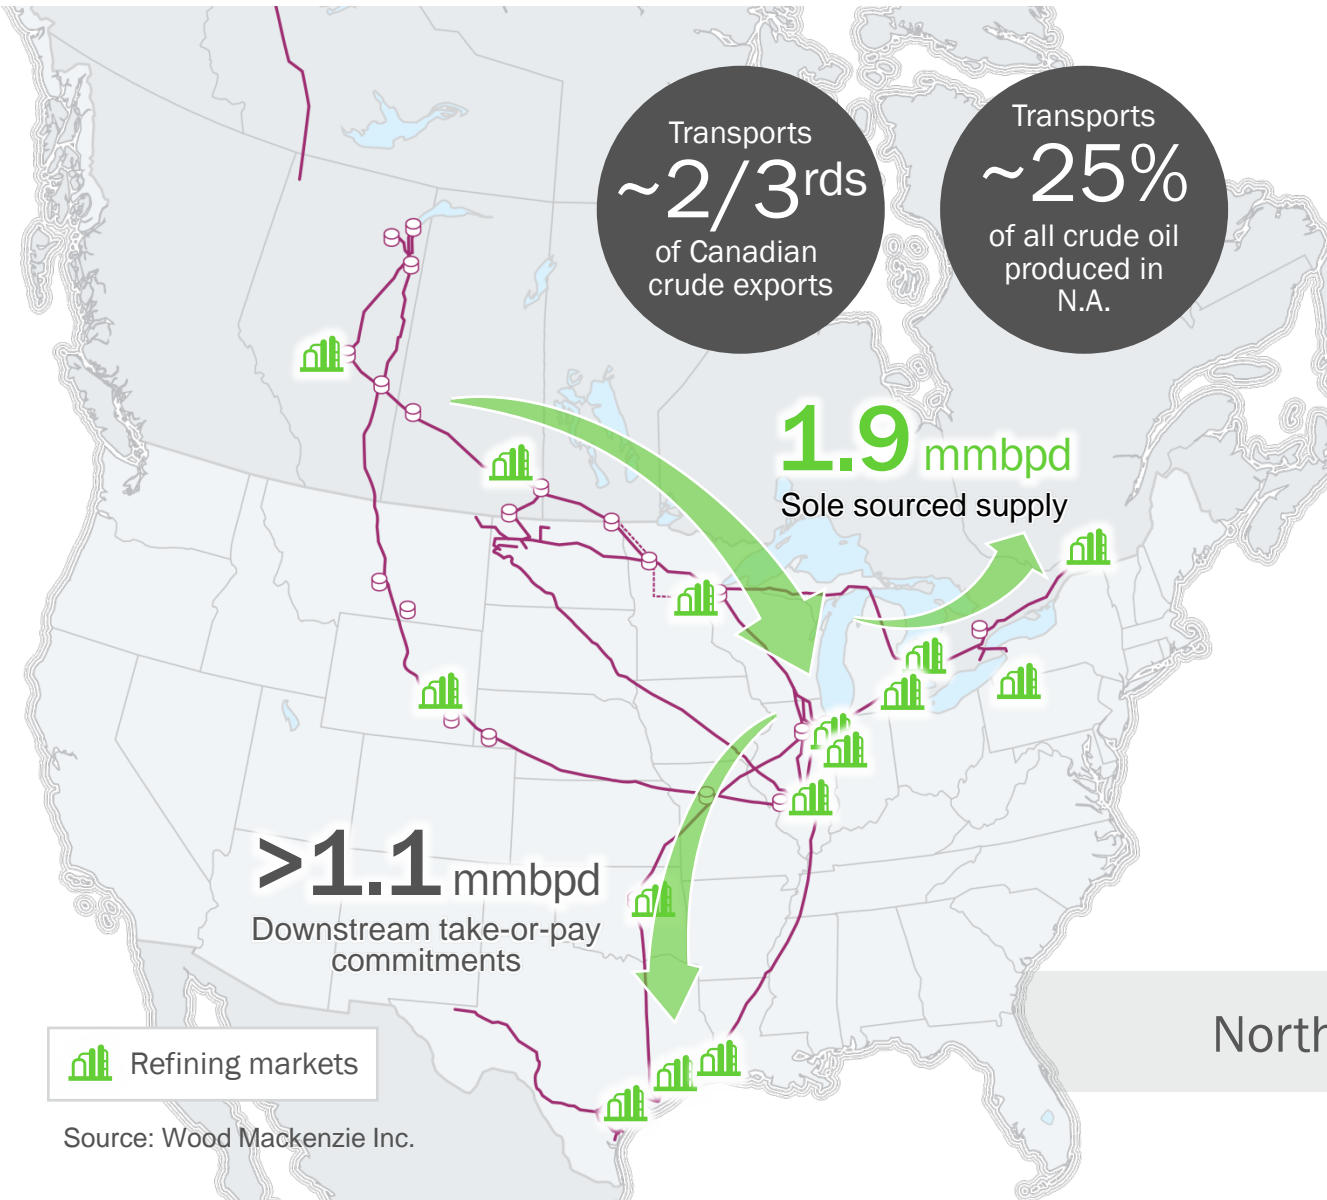 Transports
~2/3rds
of Canadian
crude exports
Transports
~25%
of all crude oil
produced in
N.A.
1.9 mmbpd
Sole sourced supply
>1.1 mmbpd
Downstream take-or-pay
commitments
North
Refining markets
Source: Wood Mackenzie Inc.